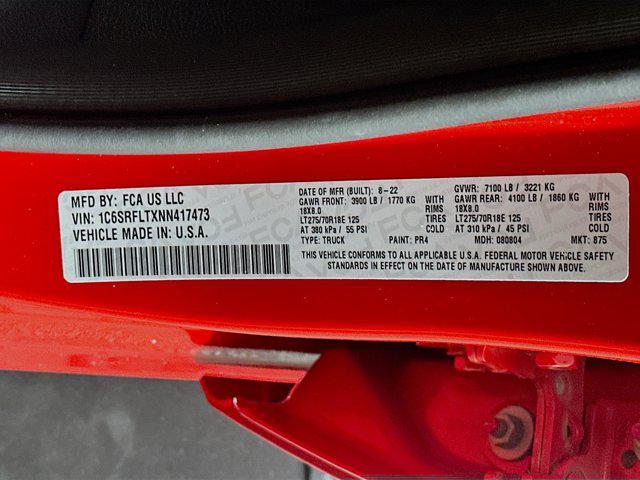 MFD BY: FCA US LLC
VIN: 1C6SRFLTXNN417473
VEHICLE MADE IN: U.S.A.
DATE OF MFR (BUILT): 8-22 GVWR: 7100 LB / 3221 KG
GAWR FRONT: 3900 LB / 1770 KG WITH GAWR REAR: 4100 LB / 1860 KG WITH
18X8.0 RIMS 18X8.0 RIMS
LT275/70R18E 125 TIRES LT275/70R18E 125 TIRES
AT 380 kPa / 55 PSI COLD AT 310 kPa / 45 PSI COLD
TYPE: TRUCK PAINT: PR4 MDH: 080804 MKT: 875
THIS VEHICLE CONFORMS TO ALL APPLICABLE U.S.A. FEDERAL MOTOR VEHICLE SAFETY
STANDARDS IN EFFECT ON THE DATE OF MANUFACTURE SHOWN ABOVE.